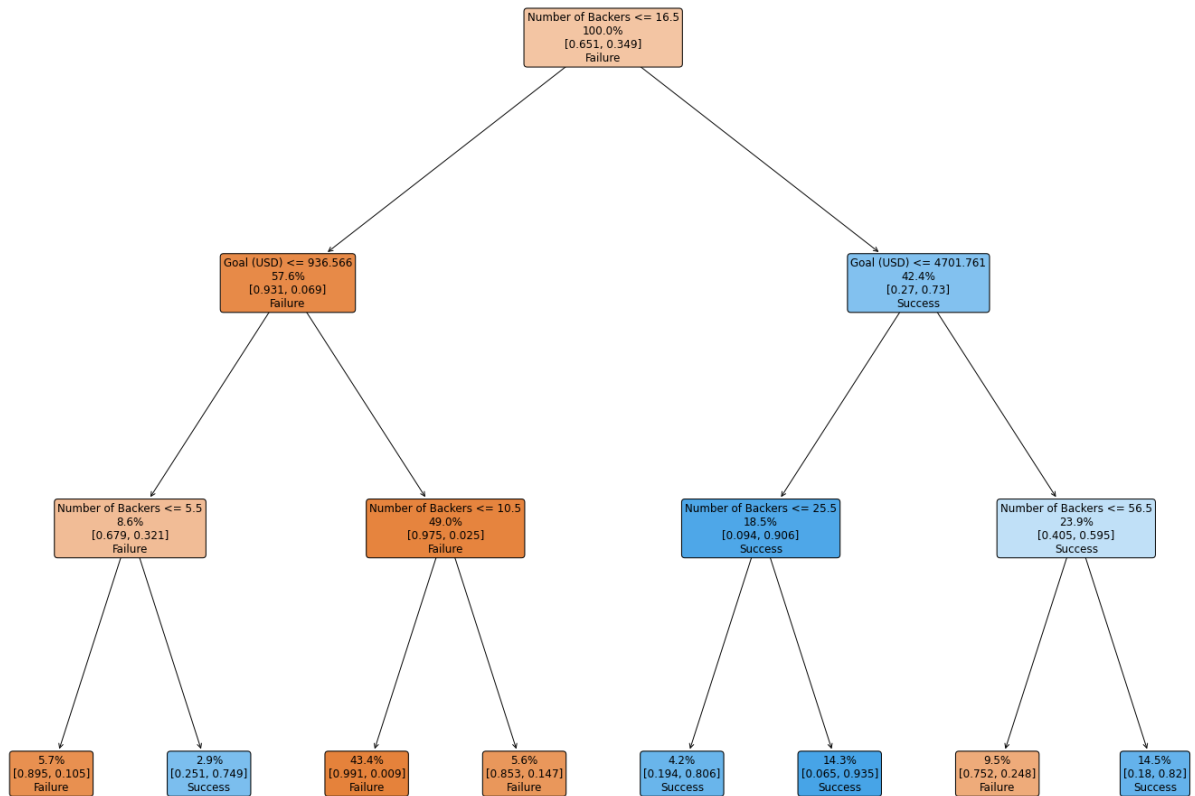 Number of Backers <= 16.5
100.0%
[0.651, 0.349]
Failure
Goal (USD) <= 936.566
57.6%
[0.931, 0.069]
Failure
Goal (USD) <= 4701.761
42.4%
[0.27, 0.73]
Success
Number of Backers <= 5.5
8.6%
[0.679, 0.321]
Failure
Number of Backers <= 10.5
49.0%
[0.975, 0.025]
Failure
Number of Backers <= 25.5
18.5%
[0.094, 0.906]
Success
Number of Backers <= 56.5
23.9%
[0.405, 0.595]
Success
5.7%
[0.895, 0.105]
Failure
2.9%
[0.251, 0.749]
Success
43.4%
[0.991, 0.009]
Failure
5.6%
[0.853, 0.147]
Failure
4.2%
[0.194, 0.806]
Success
14.3%
[0.065, 0.935]
Success
9.5%
[0.752, 0.248]
Failure
14.5%
[0.18, 0.82]
Success